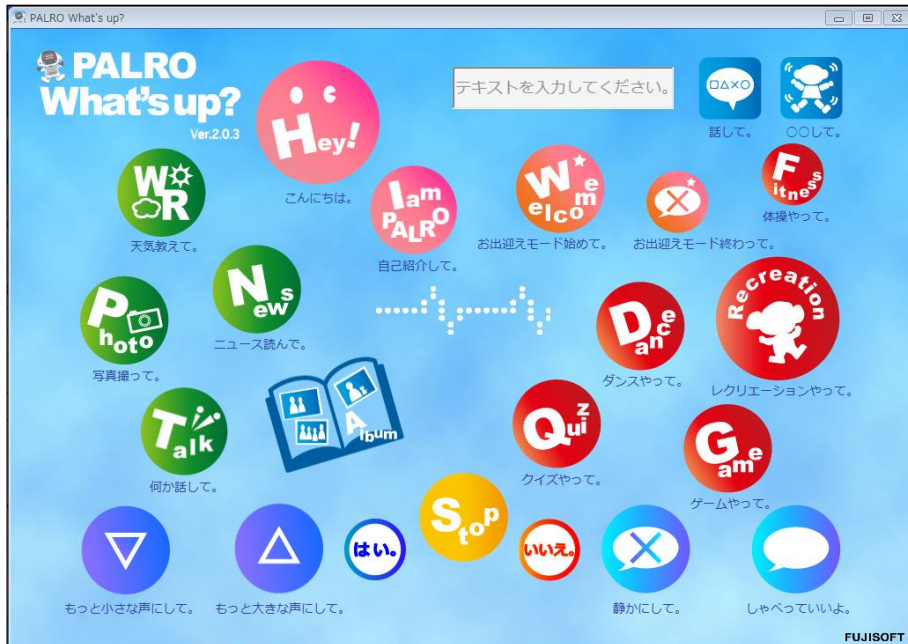 PALRO What's up?
PALRO
What's up?
Ver.2.0.3
Hey!
こんにちは。
テキストを入力してください。
□△×○
話して。
○○して。
WR
天気教えて。
I am
PALRO
自己紹介して。
Welcome
お出迎えモード始めて。
お出迎えモード終わって。
Fitness
体操やって。
Photo
写真撮って。
News
ニュース読んで。
Dance
ダンスやって。
Recreation
レクリエーションやって。
Talk
何か話して。
Album
Quiz
クイズやって。
Game
ゲームやって。
もっと小さな声にして。
もっと大きな声にして。
はい。
Stop
いいえ。
静かにして。
しゃべっていいよ。
FUJISOFT